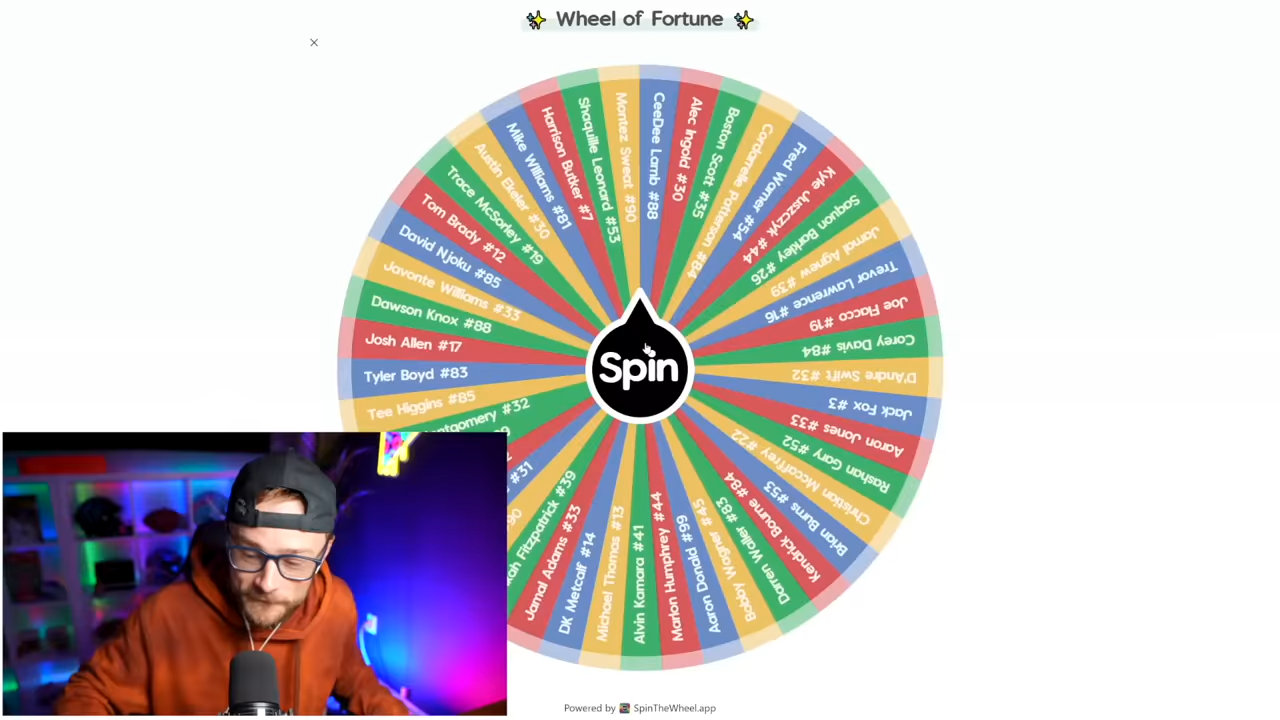 Wheel of Fortune
CeeDee Lamb #88
Alec Ingold #30
Boston Scott #35
Cordarrelle Patterson #84
Fred Warner #54
Kyle Juszczyk #44
Saquon Barkley #26
Jamal Agnew #39
Trevor Lawrence #16
Joe Flacco #19
Corey Davis #84
D'Andre Swift #32
Jack Fox #3
Aaron Jones #33
Rashan Gary #52
Christian Mccaffrey #22
Brian Burns #53
Kendrick Bourne #84
Darren Waller #83
Bobby Wagner #45
Aaron Donald #99
Marlon Humphrey #44
Alvin Kamara #41
Michael Thomas #13
DK Metcalf #14
Jamal Adams #33
Fitzpatrick #39
#31
Tee Higgins #85
Tyler Boyd #83
Josh Allen #17
Dawson Knox #88
Javonte Williams #33
David Njoku #85
Tom Brady #12
Trace McSorley #19
Austin Ekeler #30
Mike Williams #81
Harrison Butker #7
Shaquille Leonard #53
Montez Sweat #90
Spin
Powered by SpinTheWheel.app